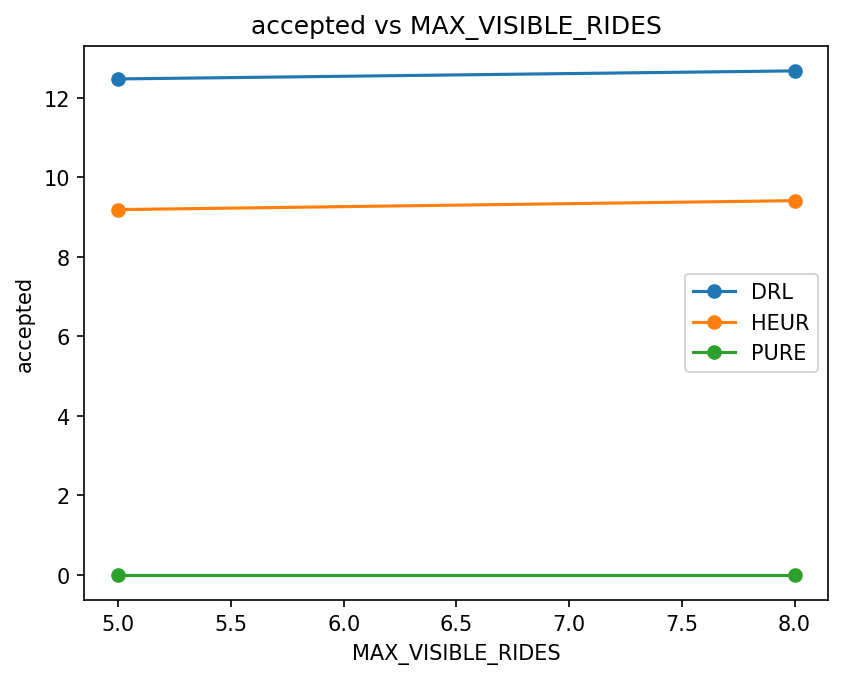 accepted vs MAX_VISIBLE_RIDES
12
10
8
6
4
2
0
accepted
DRL
HEUR
PURE
5.0 5.5 6.0 6.5 7.0 7.5 8.0
MAX_VISIBLE_RIDES